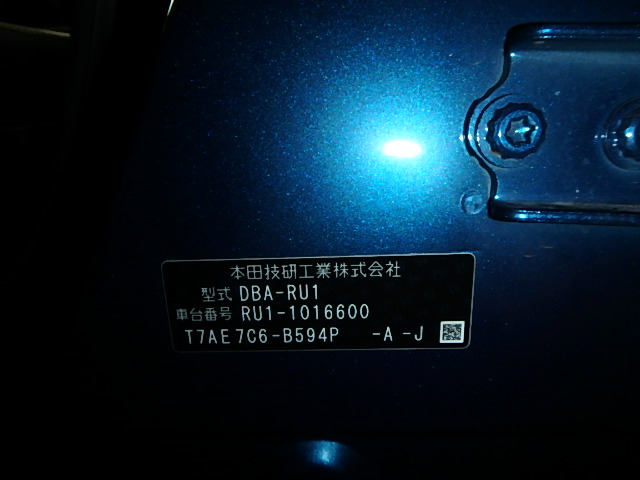 本田技研工業株式会社
型式 DBA-RU1
車台番号 RU1-1016600
T7AE7C6-B594P -A -J